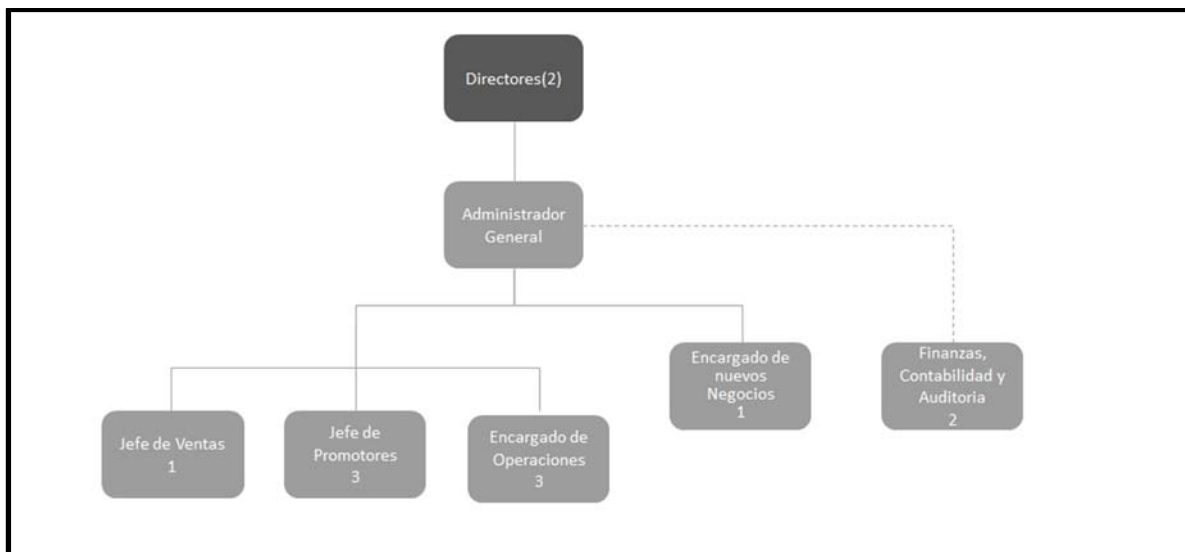 Directores(2)
Administrador
General
Encargado de
nuevos
Negocios
1
Finanzas,
Contabilidad y
Auditoria
2
Jefe de Ventas
1
Jefe de
Promotores
3
Encargado de
Operaciones
3